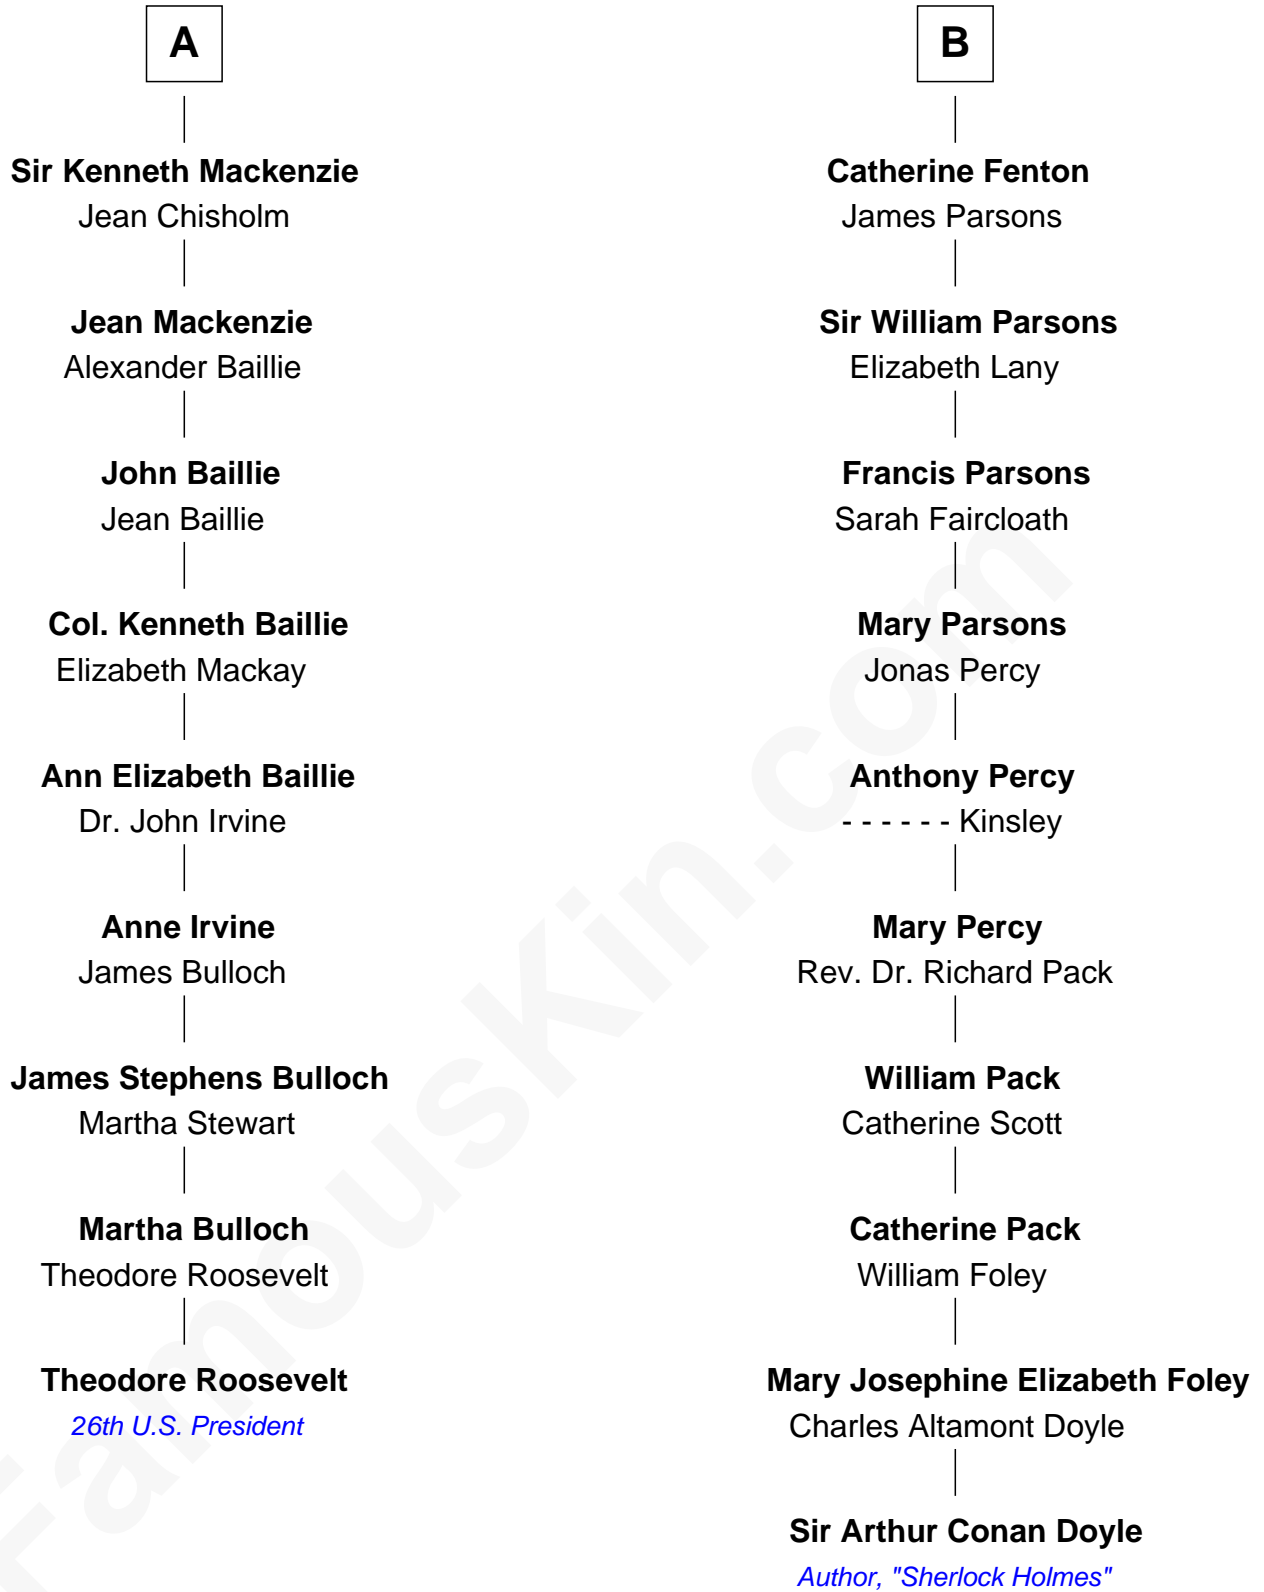 A
Sir Kenneth Mackenzie
Jean Chisholm
Jean Mackenzie
Alexander Baillie
John Baillie
Jean Baillie
Col. Kenneth Baillie
Elizabeth Mackay
Ann Elizabeth Baillie
Dr. John Irvine
Anne Irvine
James Bulloch
James Stephens Bulloch
Martha Stewart
Martha Bulloch
Theodore Roosevelt
Theodore Roosevelt
26th U.S. President
B
Catherine Fenton
James Parsons
Sir William Parsons
Elizabeth Lany
Francis Parsons
Sarah Faircloath
Mary Parsons
Jonas Percy
Anthony Percy
- - - - - - Kinsley
Mary Percy
Rev. Dr. Richard Pack
William Pack
Catherine Scott
Catherine Pack
William Foley
Mary Josephine Elizabeth Foley
Charles Altamont Doyle
Sir Arthur Conan Doyle
Author, "Sherlock Holmes"
FamousKin.com